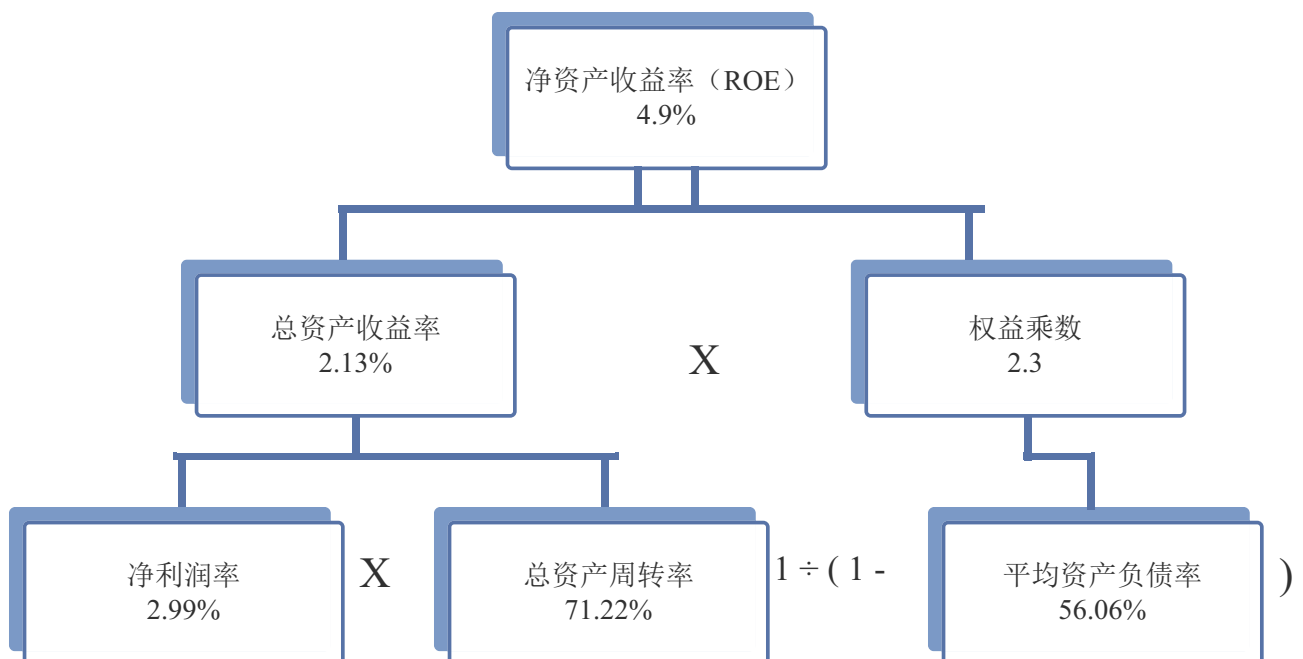 净资产收益率（ROE）
4.9%
总资产收益率
2.13%
X
权益乘数
2.3
净利润率
2.99%
X
总资产周转率
71.22%
1 ÷ ( 1 -
平均资产负债率
56.06%
)